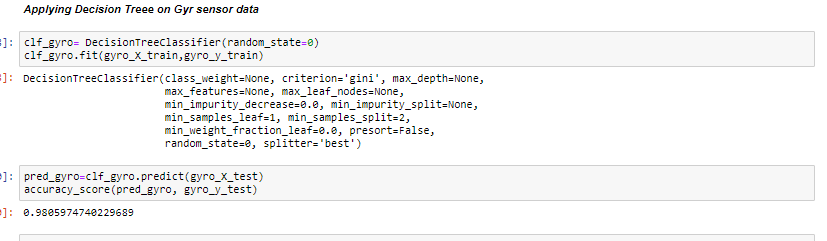 Applying Decision Treee on Gyr sensor data
]: clf_gyro= DecisionTreeClassifier(random_state=0)
clf_gyro.fit(gyro_X_train,gyro_y_train)
]: DecisionTreeClassifier(class_weight=None, criterion='gini', max_depth=None,
max_features=None, max_leaf_nodes=None,
min_impurity_decrease=0.0, min_impurity_split=None,
min_samples_leaf=1, min_samples_split=2,
min_weight_fraction_leaf=0.0, presort=False,
random_state=0, splitter='best')
]: pred_gyro=clf_gyro.predict(gyro_X_test)
accuracy_score(pred_gyro, gyro_y_test)
]: 0.9805974740229689